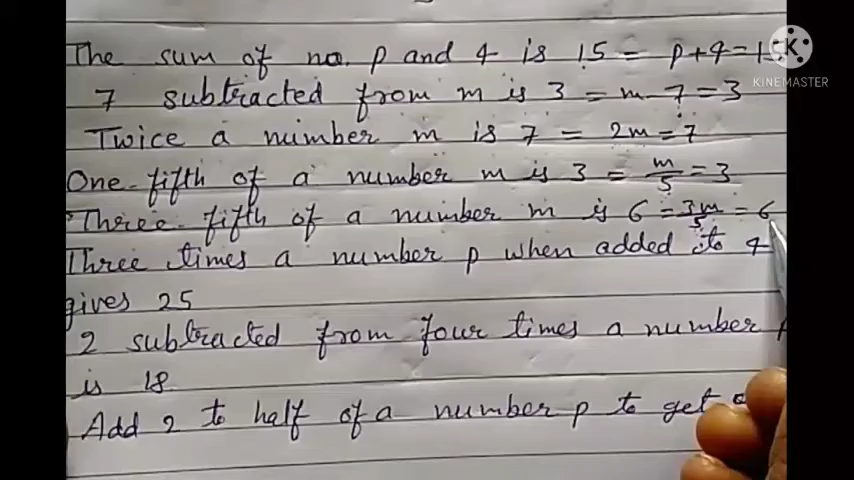 The sum of no. p and 4 is 15 = p+4=15
7 subtracted from m is 3 = m-7=3
Twice a number m is 7 = 2m=7
One-fifth of a number m is 3 = m/5 = 3
Three-fifth of a number m is 6 = 3m/5 = 6
Three times a number p when added to 4
gives 25
2 subtracted from four times a number p
is 18
Add 2 to half of a number p to get
K
KINEMASTER